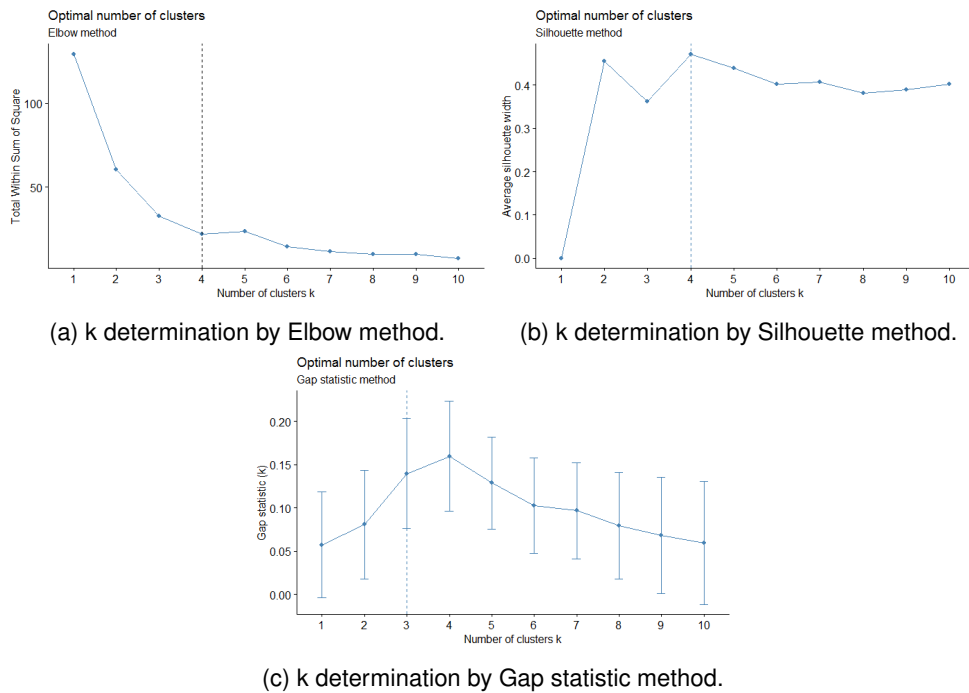 Optimal number of clusters
Elbow method
Total Within Sum of Square
100
50
1 2 3 4 5 6 7 8 9 10
Number of clusters k
(a) k determination by Elbow method.
Optimal number of clusters
Silhouette method
Average silhouette width
0.4
0.3
0.2
0.1
0.0
1 2 3 4 5 6 7 8 9 10
Number of clusters k
(b) k determination by Silhouette method.
Optimal number of clusters
Gap statistic method
Gap statistic (k)
0.20
0.15
0.10
0.05
0.00
1 2 3 4 5 6 7 8 9 10
Number of clusters k
(c) k determination by Gap statistic method.